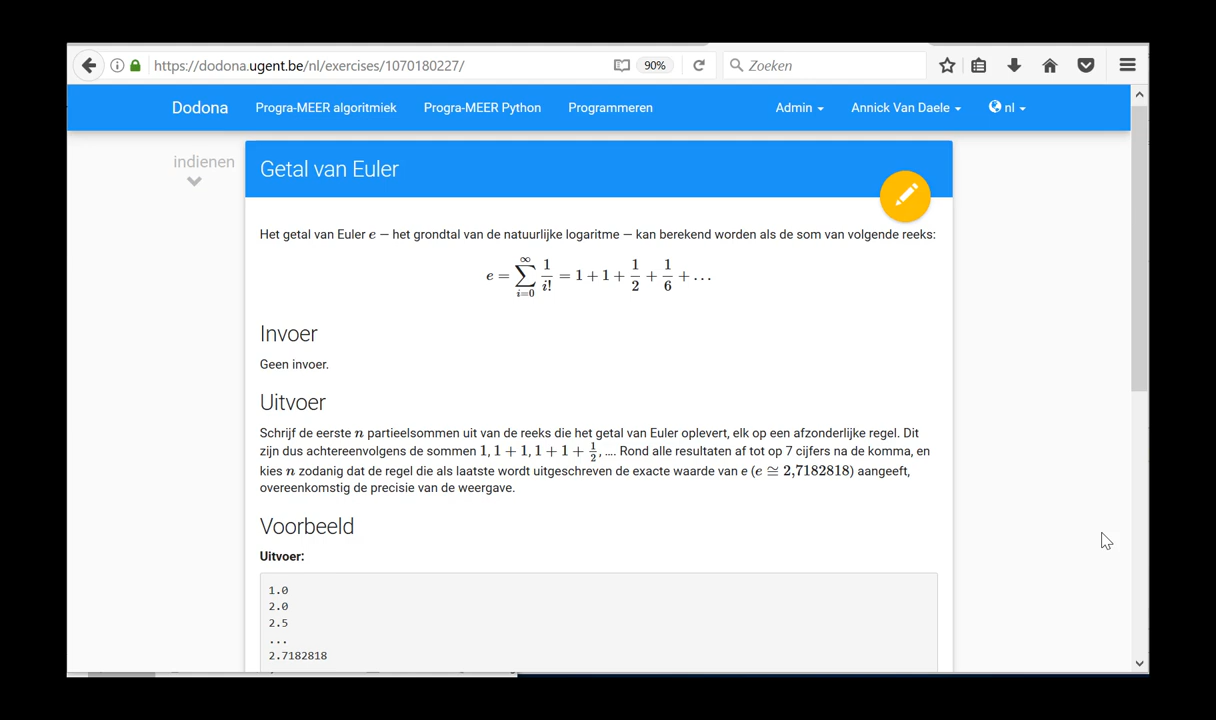 https://dodona.ugent.be/nl/exercises/1070180227/ 90% Zoeken
Dodona Progra-MEER algoritmiek Progra-MEER Python Programmeren Admin Annick Van Daele nl
indienen
Getal van Euler
Het getal van Euler e – het grondtal van de natuurlijke logaritme – kan berekend worden als de som van volgende reeks:
e = ∑_{i=0}^{∞} 1/i! = 1 + 1 + 1/2 + 1/6 + …
Invoer
Geen invoer.
Uitvoer
Schrijf de eerste n partieelsommen uit van de reeks die het getal van Euler oplevert, elk op een afzonderlijke regel. Dit
zijn dus achtereenvolgens de sommen 1, 1 + 1, 1 + 1 + 1/2, …. Rond alle resultaten af tot op 7 cijfers na de komma, en
kies n zodanig dat de regel die als laatste wordt uitgeschreven de exacte waarde van e (e ≅ 2,7182818) aangeeft,
overeenkomstig de precisie van de weergave.
Voorbeeld
Uitvoer:
1.0
2.0
2.5
...
2.7182818